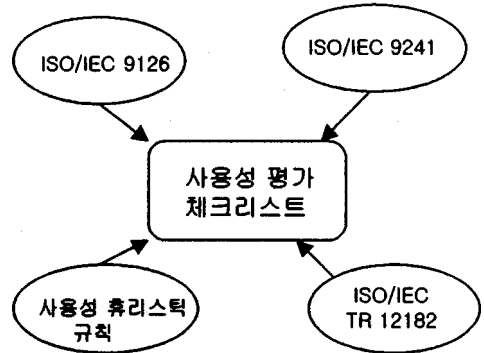 ISO/IEC 9126
ISO/IEC 9241
사용성 평가
체크리스트
사용성 휴리스틱
규칙
ISO/IEC
TR 12182